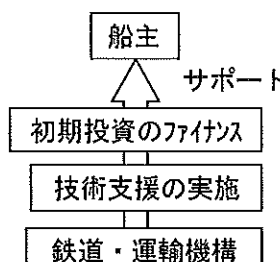 船主
サポート
初期投資のファイナンス
技術支援の実施
鉄道・運輸機構